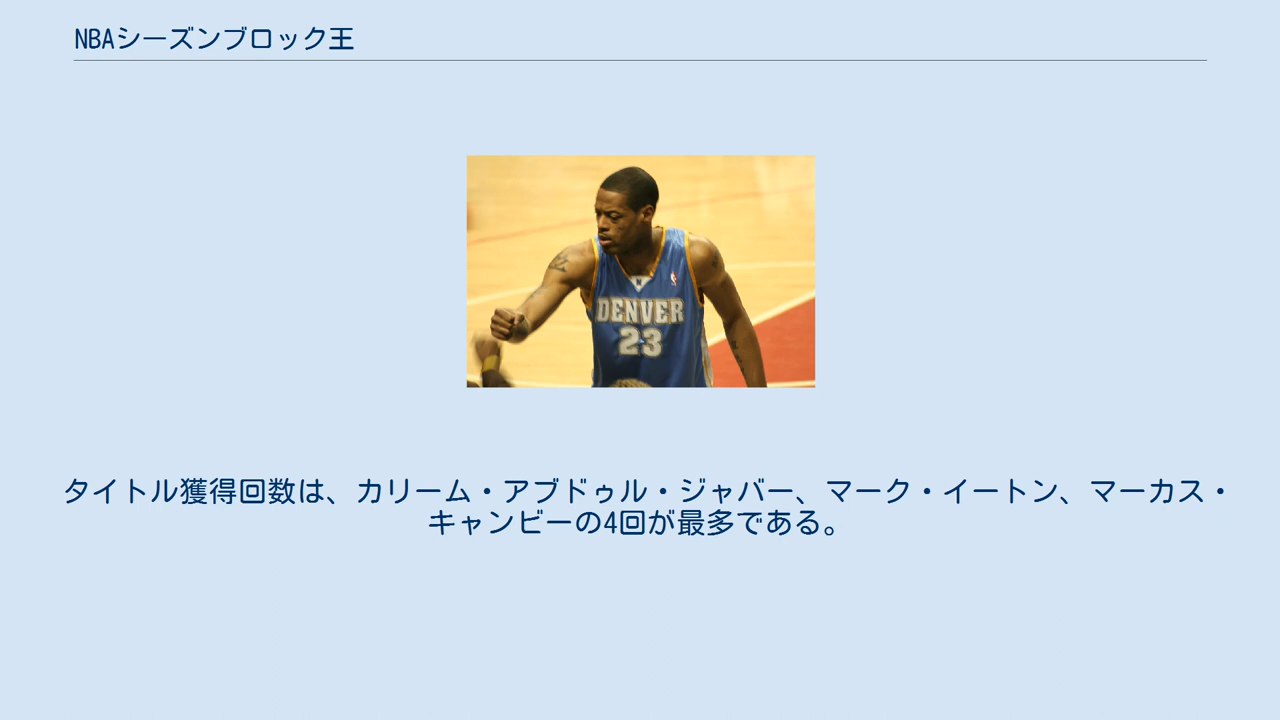 NBAシーズンブロック王
DENVER
23
タイトル獲得回数は、カリーム・アブドゥル・ジャバー、マーク・イートン、マーカス・
キャンビーの4回が最多である。